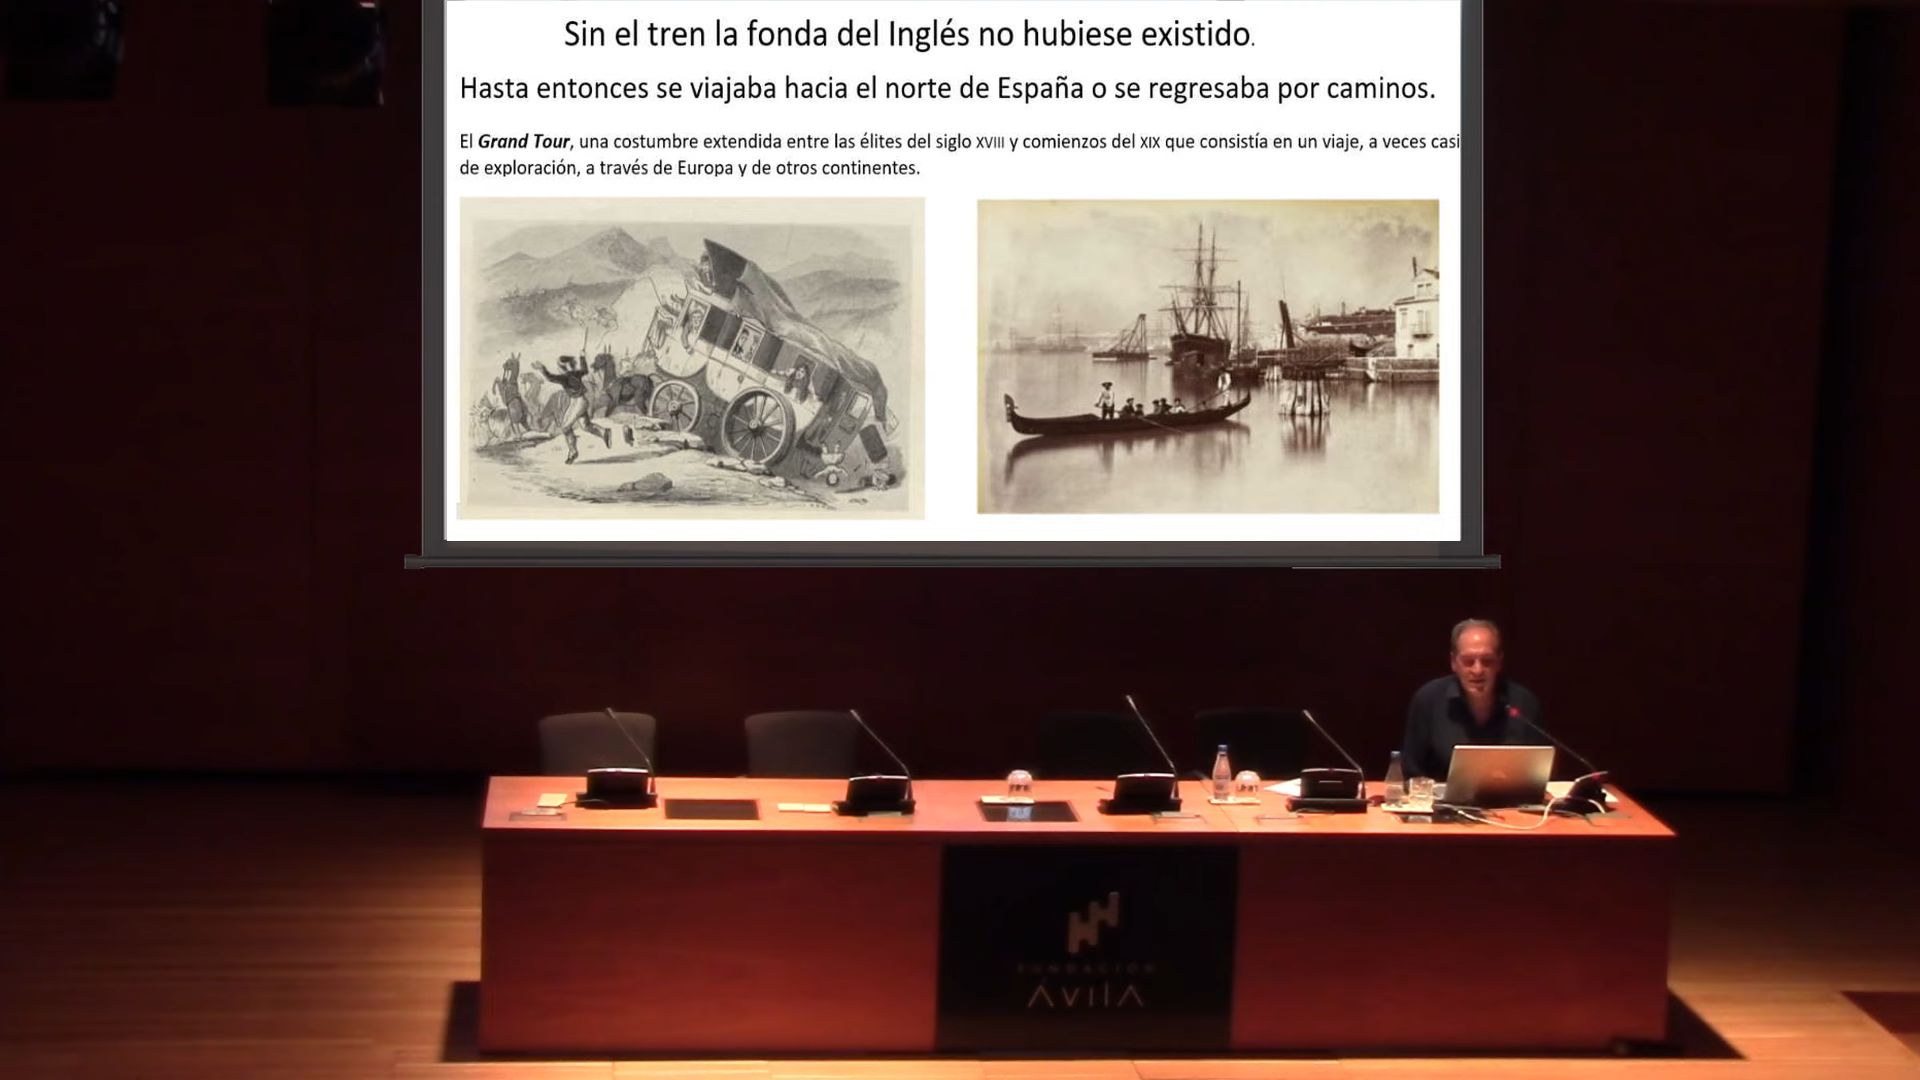 Sin el tren la fonda del Inglés no hubiese existido.
Hasta entonces se viajaba hacia el norte de España o se regresaba por caminos.
El Grand Tour, una costumbre extendida entre las élites del siglo XVIII y comienzos del XIX que consistía en un viaje, a veces casi
de exploración, a través de Europa y de otros continentes.
FUNDACIÓN
ÁVILA